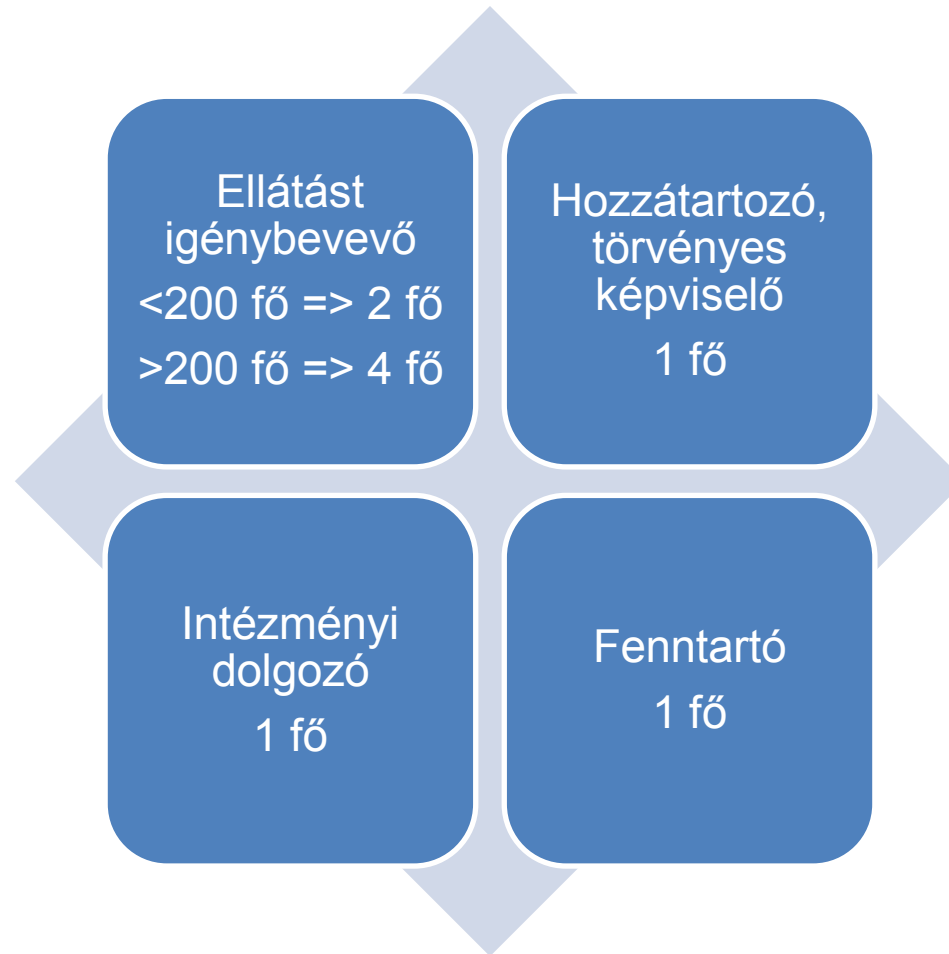 Ellátást
igénybevevő
<200 fő => 2 fő
>200 fő => 4 fő
Hozzátartozó,
törvényes
képviselő
1 fő
Intézményi
dolgozó
1 fő
Fenntartó
1 fő